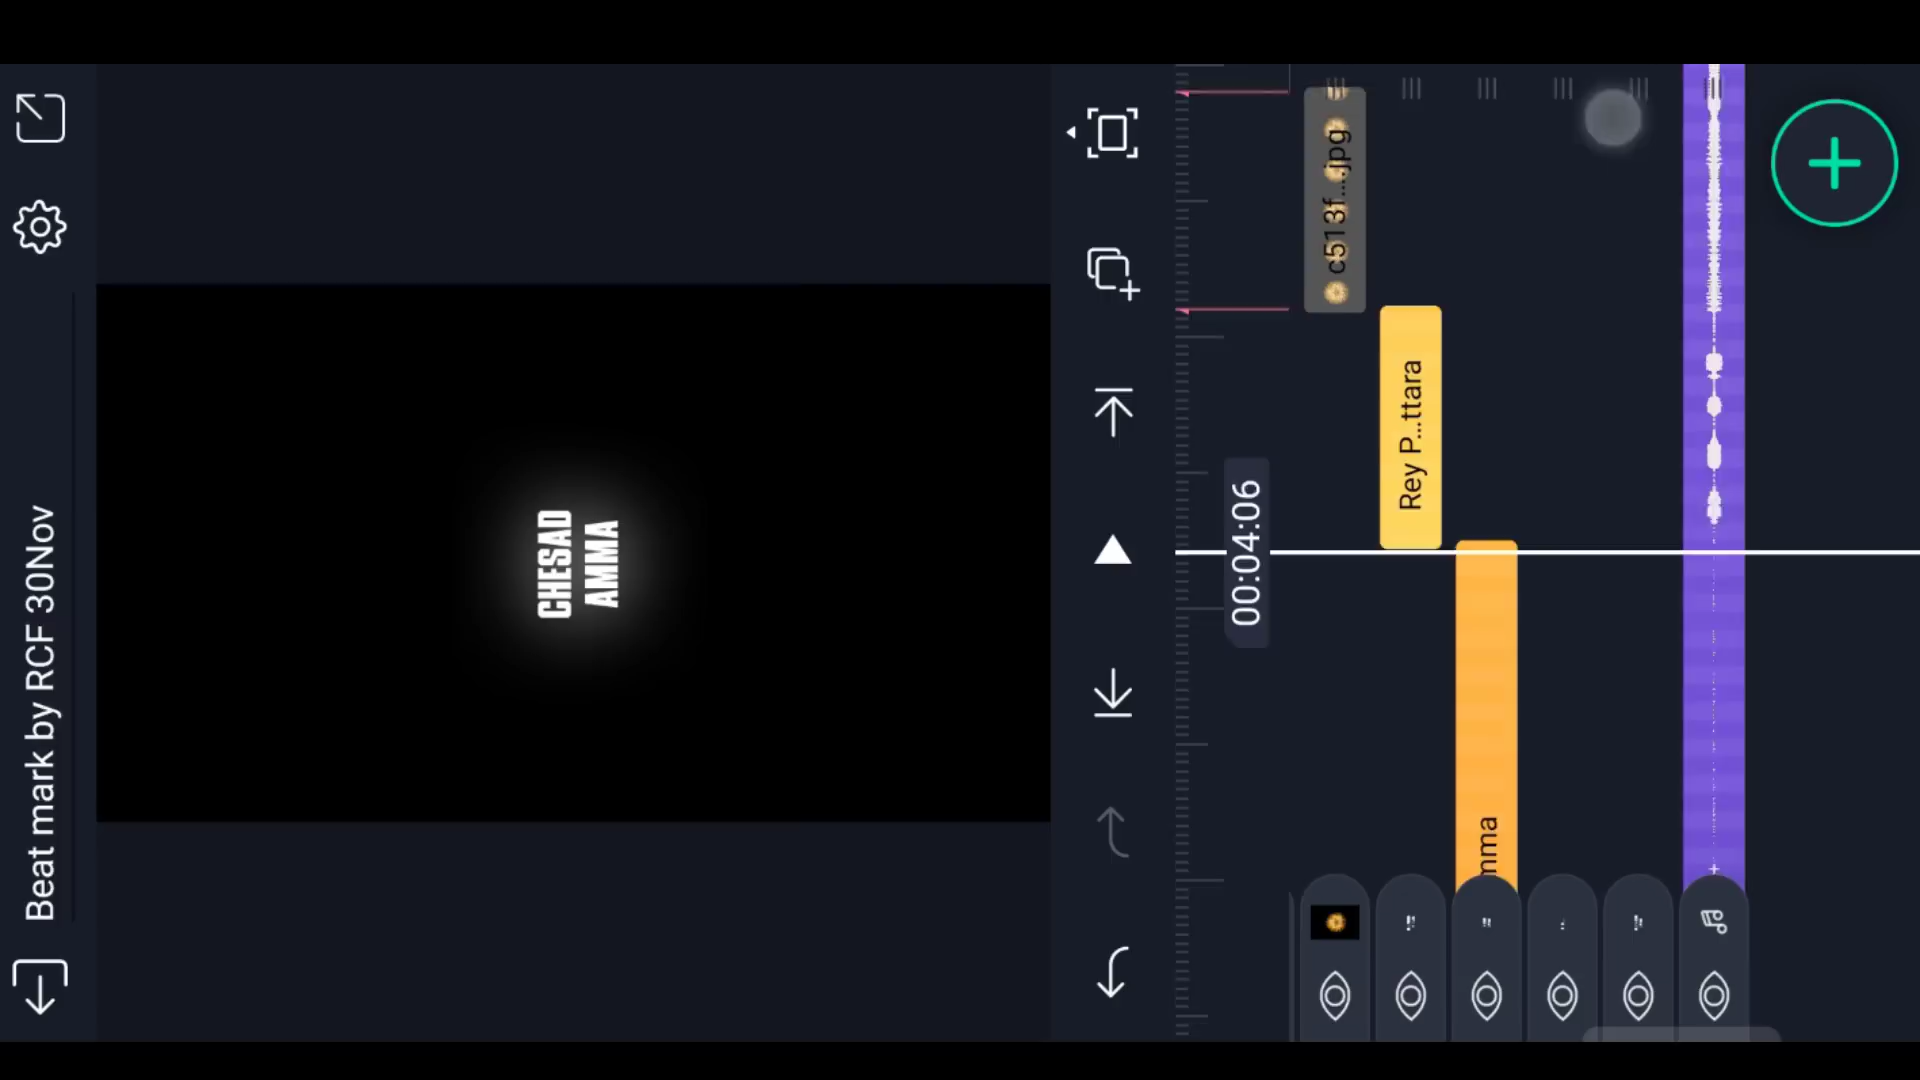 Beat mark by RCF 30Nov
CHESAD
AMMA
00:04:06
c513f....jpg
Rey P...ttara
mma